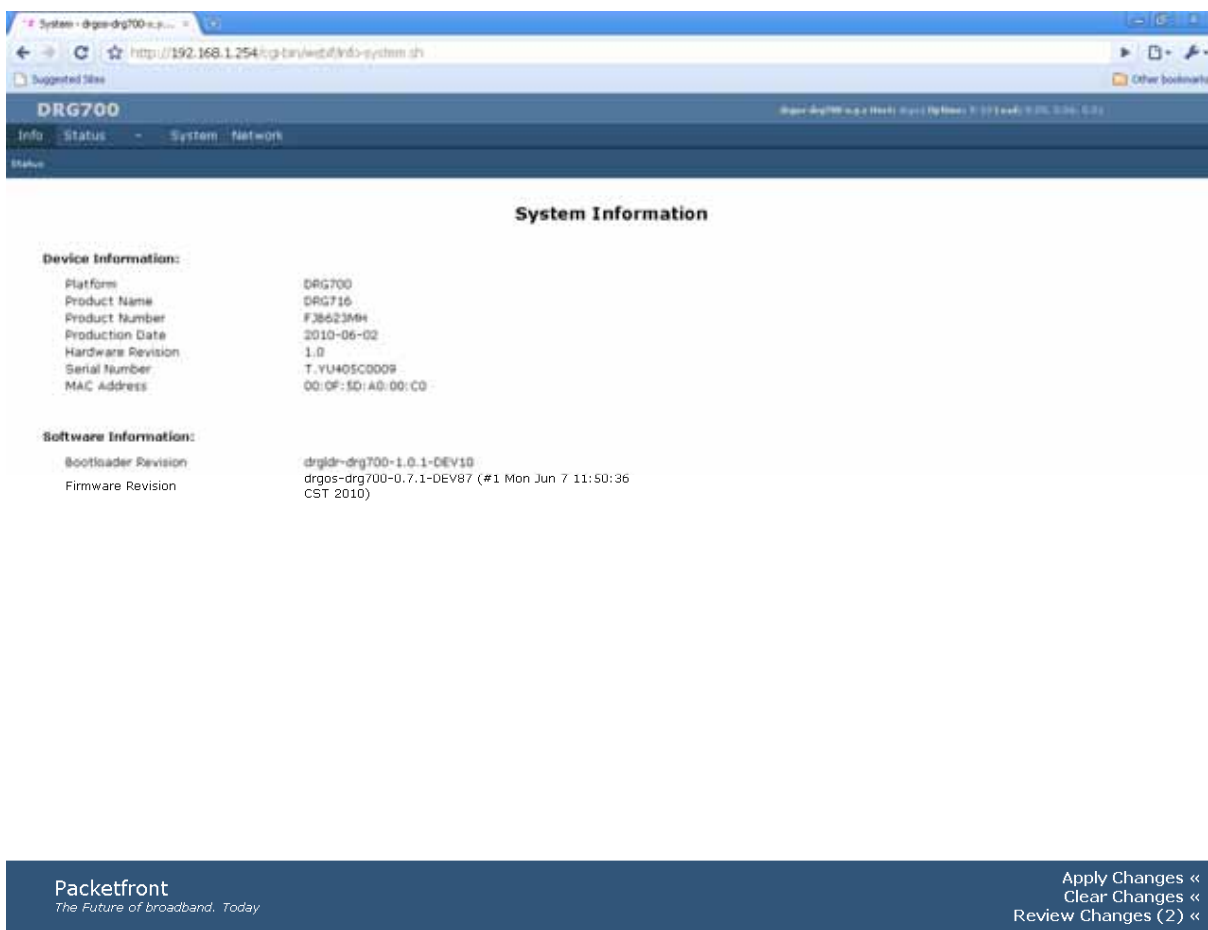 System - drgos-drg700-n.p....
http://192.168.1.254/cgi-bin/webif/info-system.sh
Suggested Sites
Other bookmarks
DRG700
Info Status - System Network
Status
System Information
Device Information:
Platform DRG700
Product Name DRG716
Product Number FJB623MH
Production Date 2010-06-02
Hardware Revision 1.0
Serial Number T.YU405C0009
MAC Address 00:0F:5D:A0:00:C0
Software Information:
Bootloader Revision drgldr-drg700-1.0.1-DEV10
Firmware Revision drgos-drg700-0.7.1-DEV87 (#1 Mon Jun 7 11:50:36
CST 2010)
Packetfront
The Future of broadband. Today
Apply Changes «
Clear Changes «
Review Changes (2) «